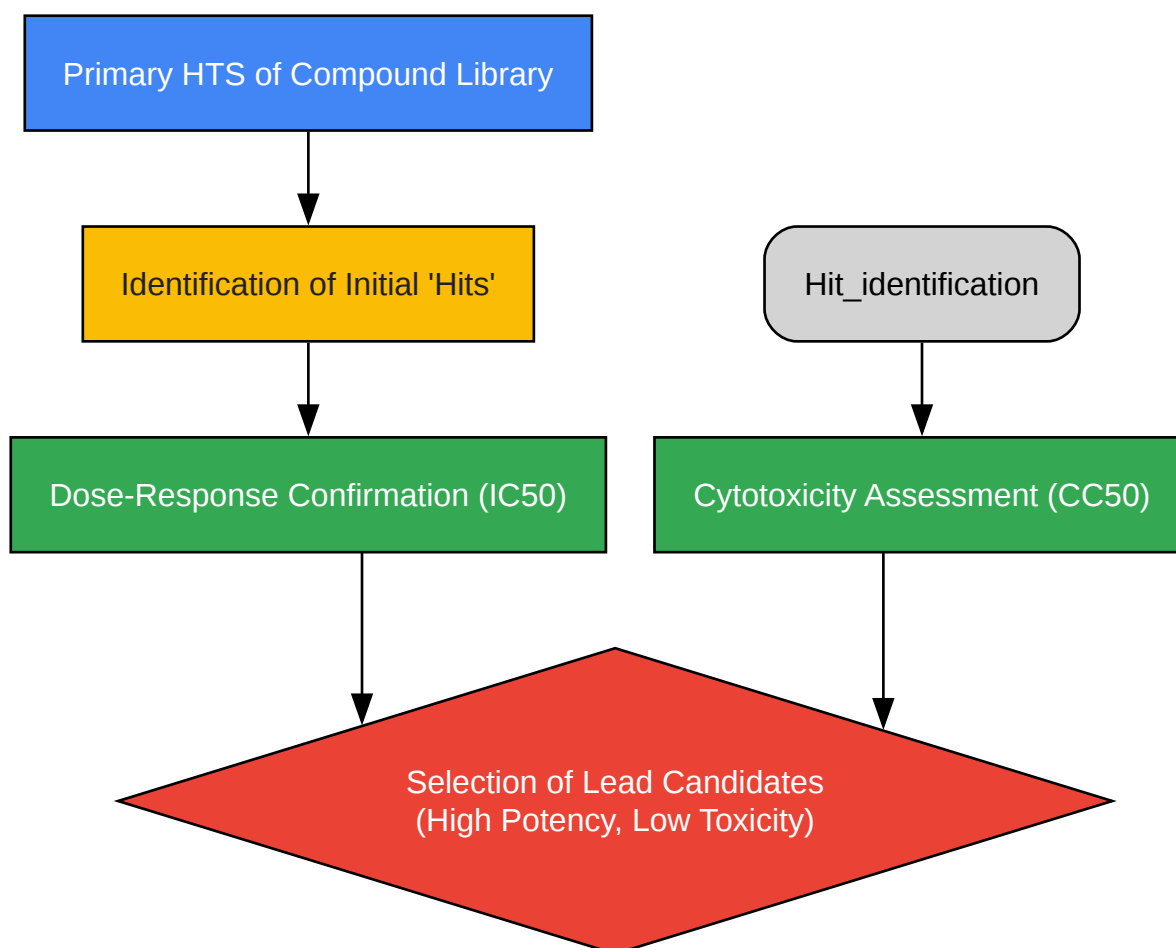 Primary HTS of Compound Library
Identification of Initial 'Hits'
Hit_identification
Dose-Response Confirmation (IC50)
Cytotoxicity Assessment (CC50)
Selection of Lead Candidates
(High Potency, Low Toxicity)